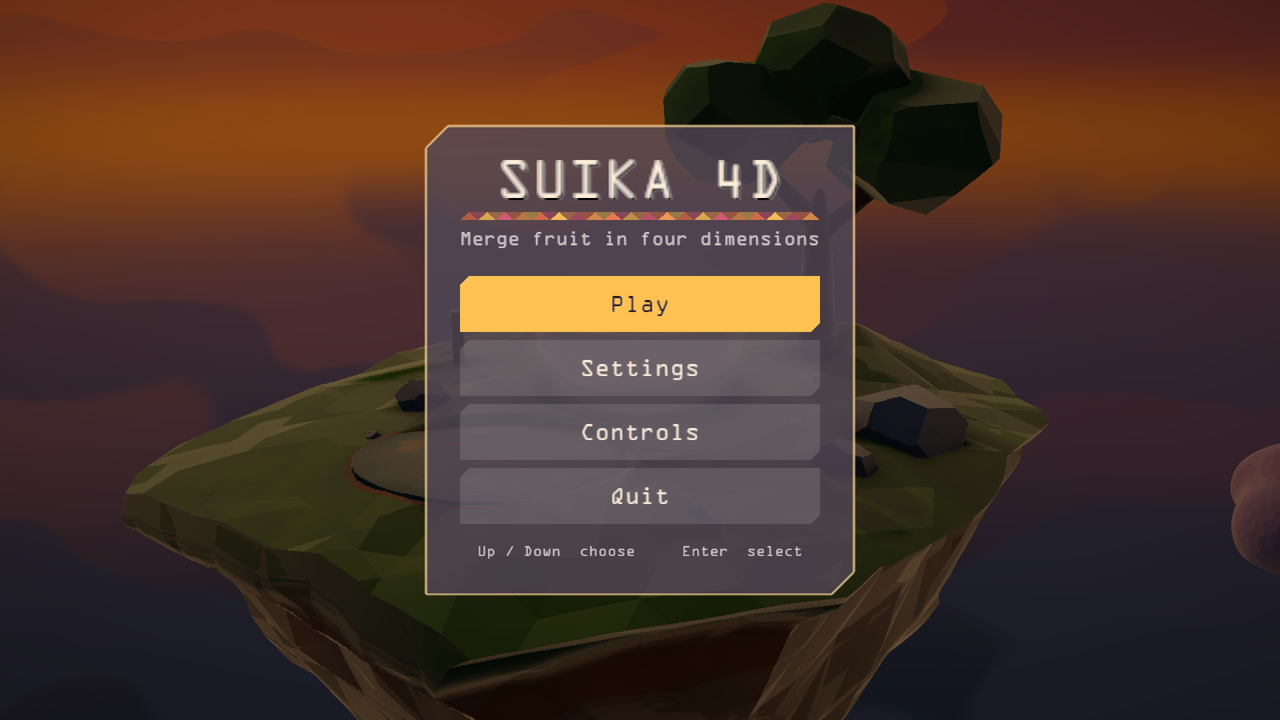 SUIKA 4D
Merge fruit in four dimensions
Play
Settings
Controls
Quit
Up / Down choose Enter select